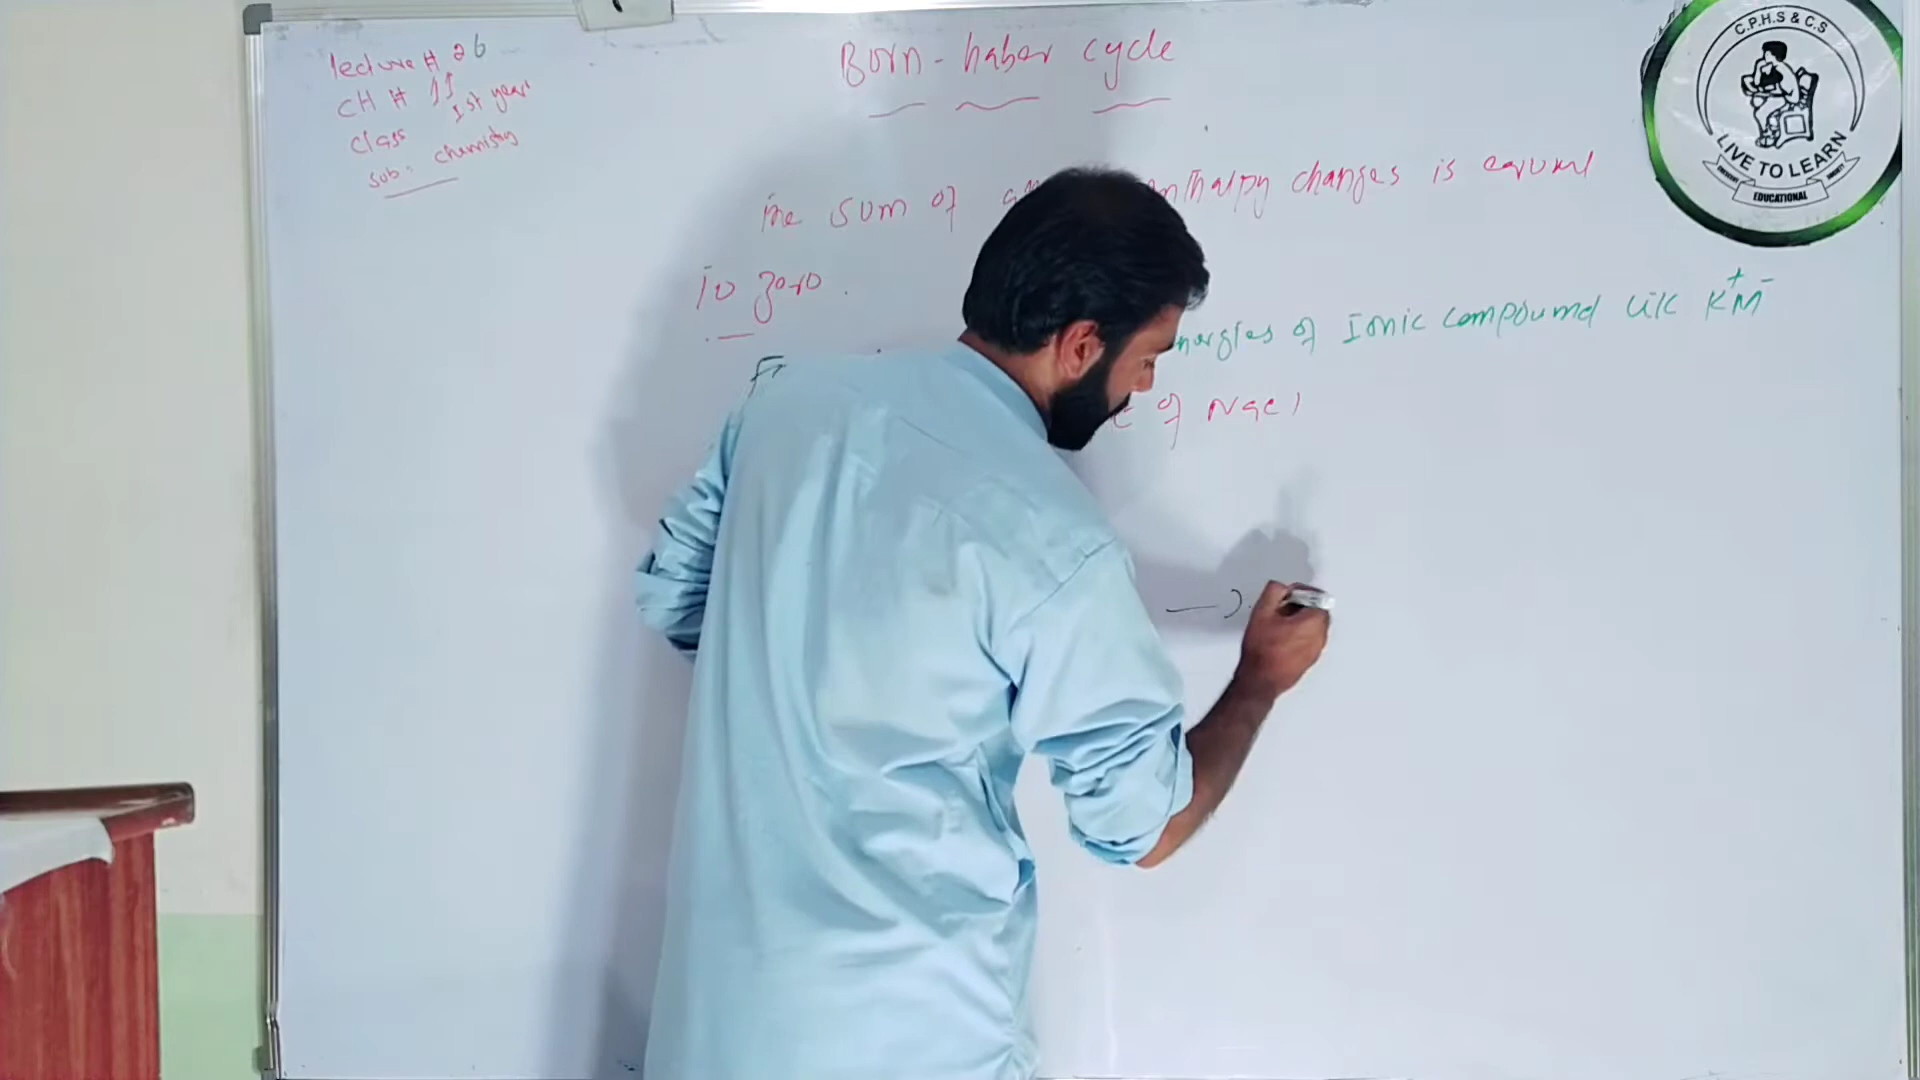 lecture # 26
CH # 11
Class 1st year
Sub: chemistry
Born-haber cycle
The sum of enthalpy changes is equal
to zero.
energies of Ionic compound
of NaCl
C.P.H.S & C.S
LIVE TO LEARN
EDUCATIONAL